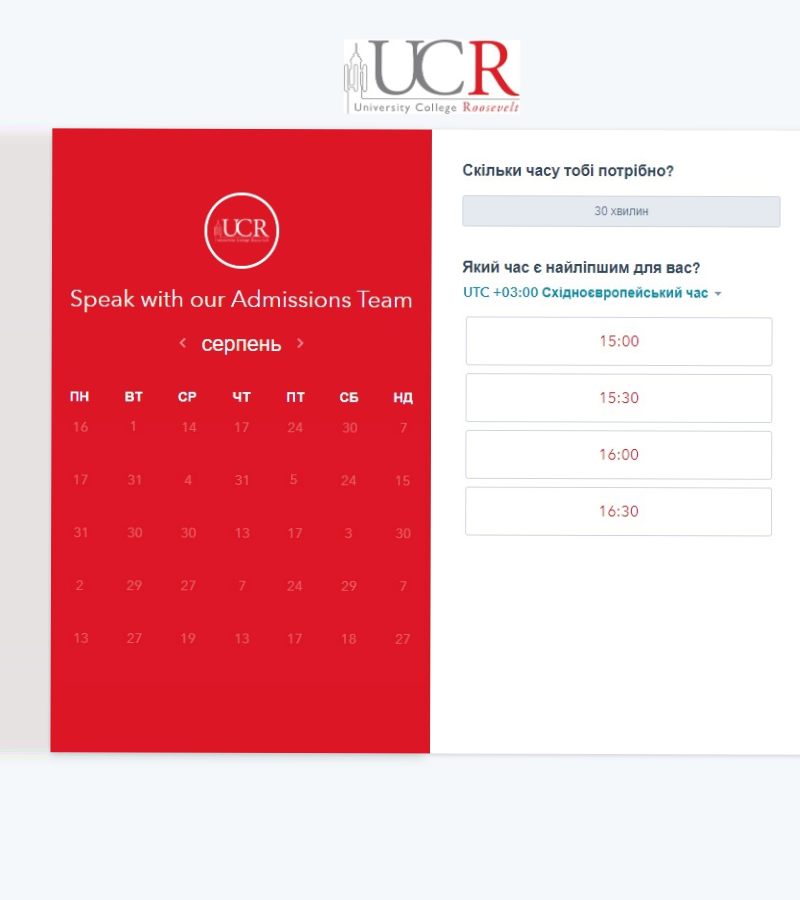 UCR
University College Roosevelt
UCR
Speak with our Admissions Team
серпень
ПН ВТ СР ЧТ ПТ СБ НД
16 1 14 17 24 30 7
17 31 4 31 5 24 15
31 30 30 13 17 3 30
2 29 27 7 24 29 7
13 27 19 13 17 18 27
Скільки часу тобі потрібно?
30 хвилин
Який час є найліпшим для вас?
UTC +03:00 Східноєвропейський час
15:00
15:30
16:00
16:30